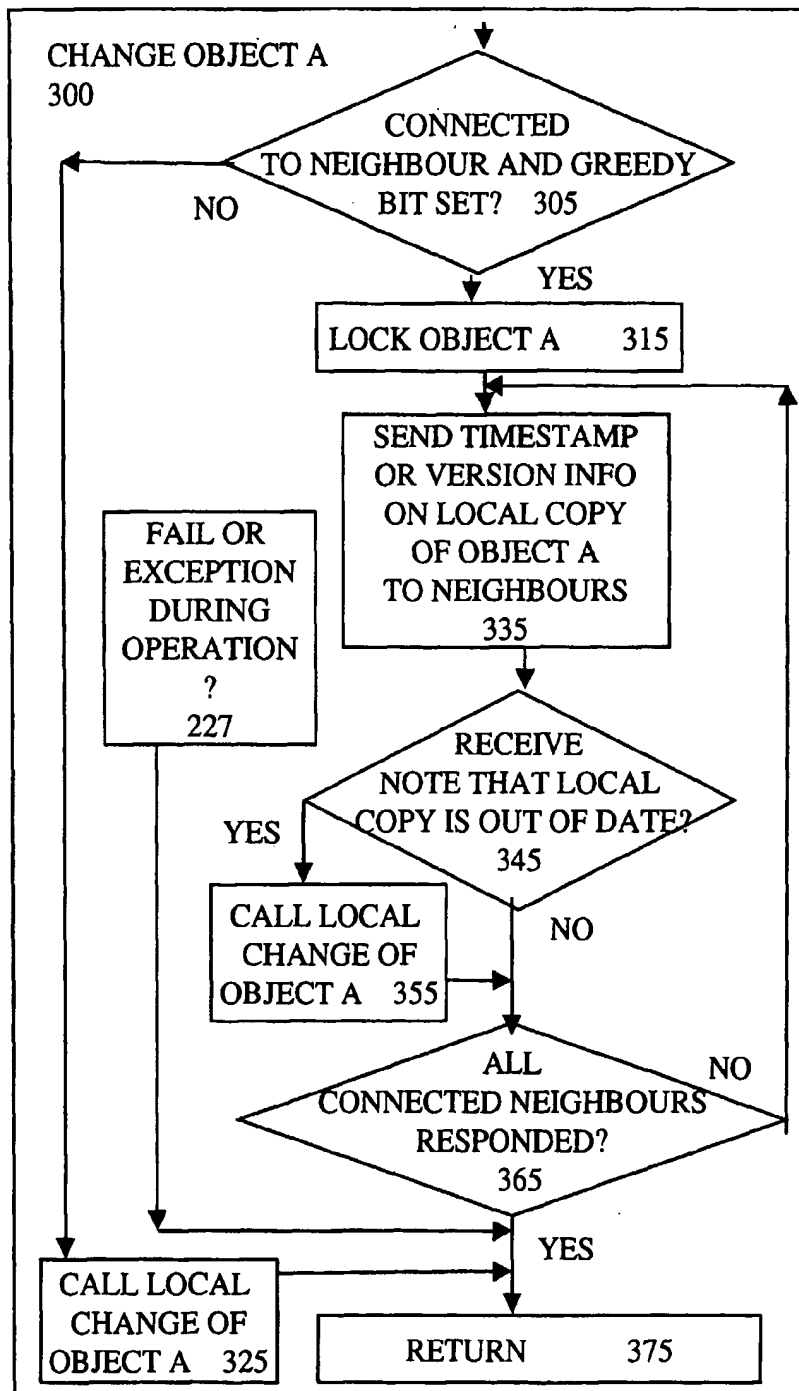 CHANGE OBJECT A
300
CONNECTED
TO NEIGHBOUR AND GREEDY
BIT SET? 305
NO
YES
LOCK OBJECT A 315
SEND TIMESTAMP
OR VERSION INFO
ON LOCAL COPY
OF OBJECT A
TO NEIGHBOURS
335
FAIL OR
EXCEPTION
DURING
OPERATION
?
227
RECEIVE
NOTE THAT LOCAL
COPY IS OUT OF DATE?
345
YES
NO
CALL LOCAL
CHANGE OF
OBJECT A 355
ALL
CONNECTED NEIGHBOURS
RESPONDED?
365
NO
YES
CALL LOCAL
CHANGE OF
OBJECT A 325
RETURN 375